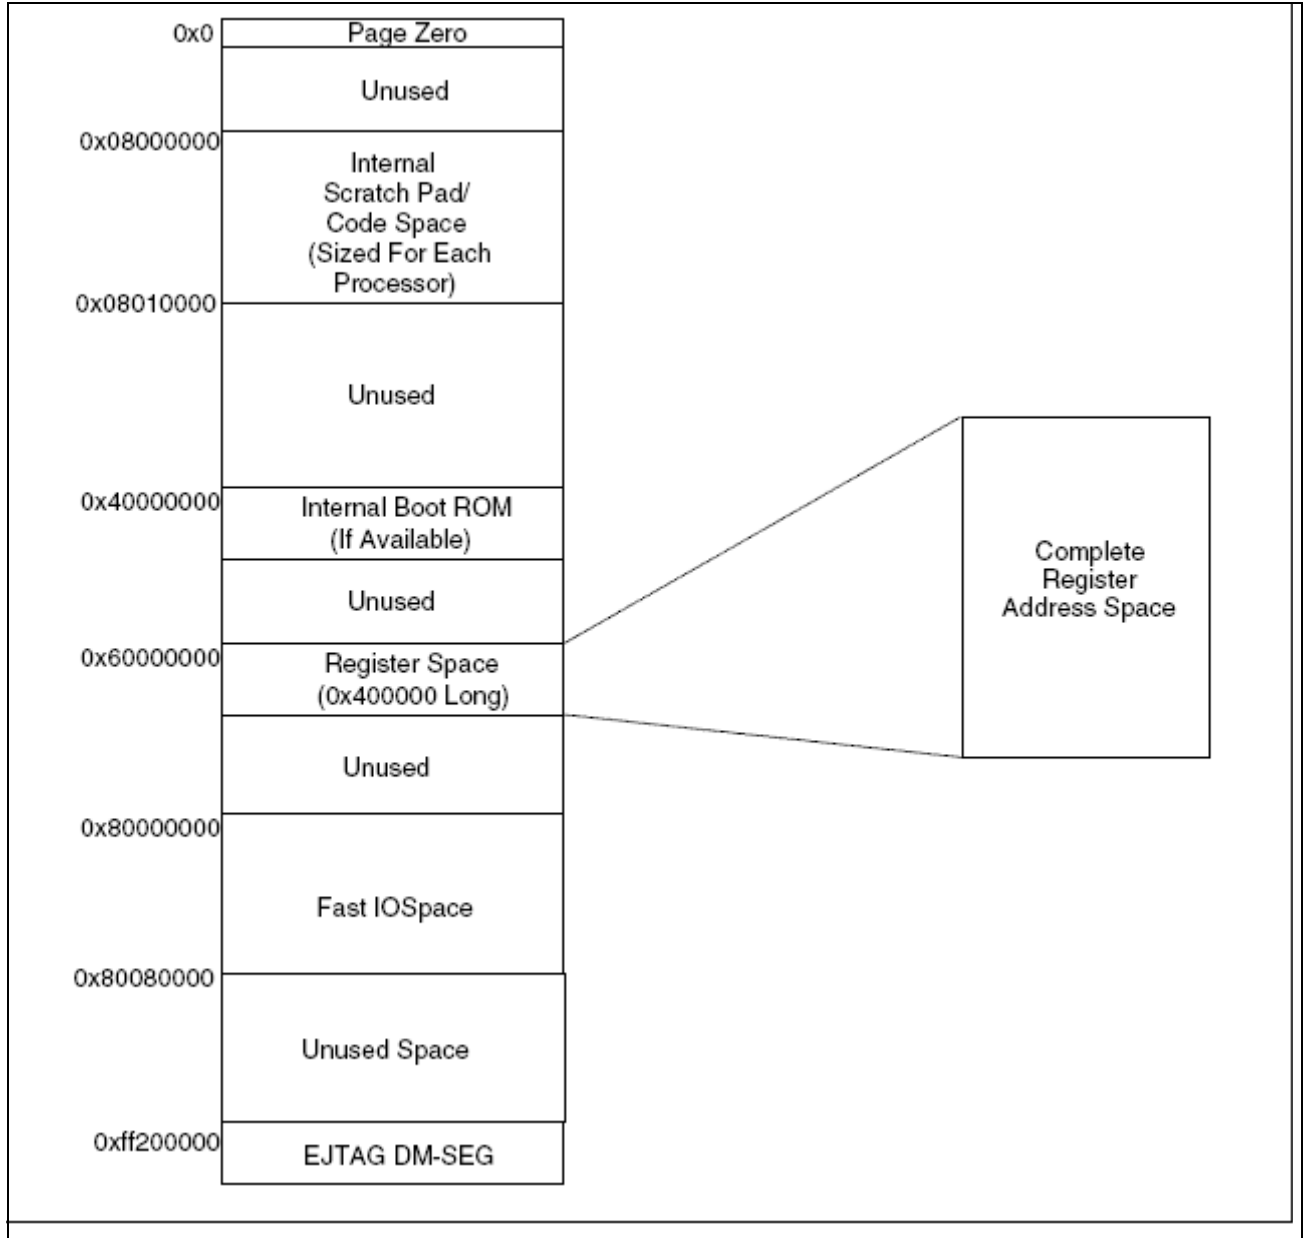 0x0
Page Zero
Unused
0x08000000
Internal
Scratch Pad/
Code Space
(Sized For Each
Processor)
0x08010000
Unused
0x40000000
Internal Boot ROM
(If Available)
Unused
0x60000000
Register Space
(0x400000 Long)
Complete
Register
Address Space
Unused
0x80000000
Fast IOSpace
0x80080000
Unused Space
0xff200000
EJTAG DM-SEG